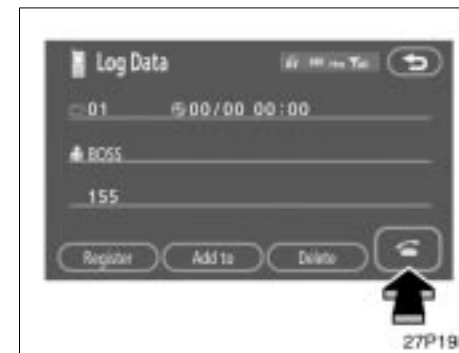 Log Data
01 00/00 00:00
BOSS
155
Register Add to Delete
27P19